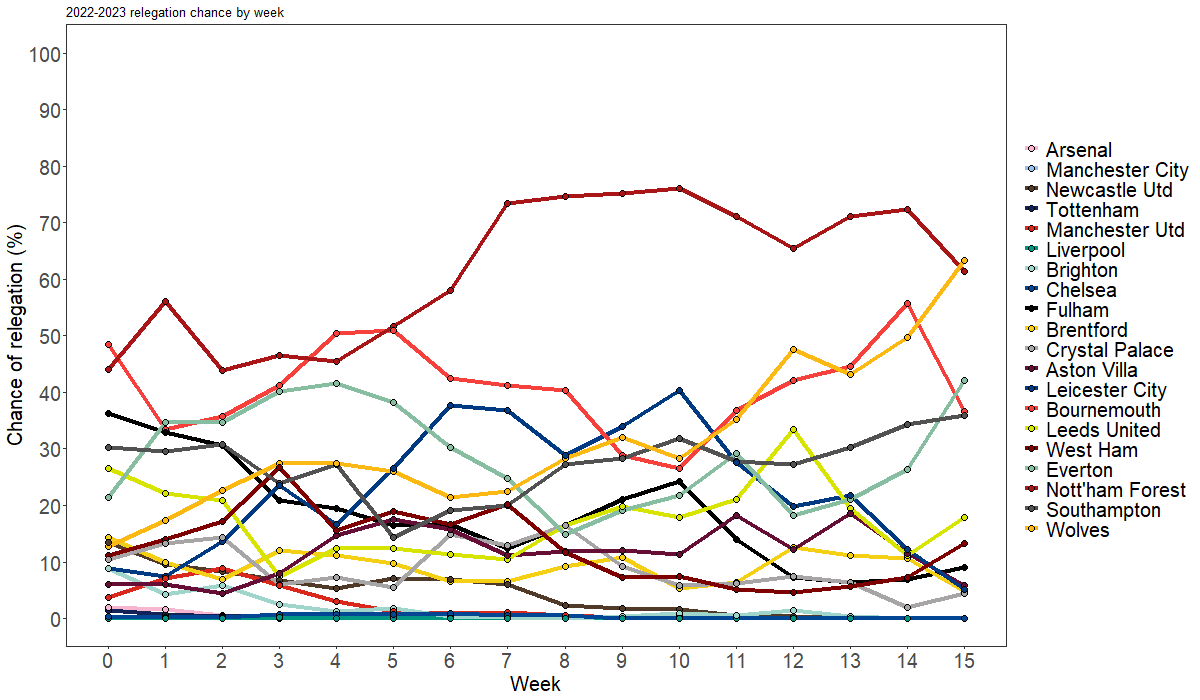 2022-2023 relegation chance by week
100
90
80
70
60
50
40
30
20
10
0
Chance of relegation (%)
0 1 2 3 4 5 6 7 8 9 10 11 12 13 14 15
Week
Arsenal
Manchester City
Newcastle Utd
Tottenham
Manchester Utd
Liverpool
Brighton
Chelsea
Fulham
Brentford
Crystal Palace
Aston Villa
Leicester City
Bournemouth
Leeds United
West Ham
Everton
Nott'ham Forest
Southampton
Wolves